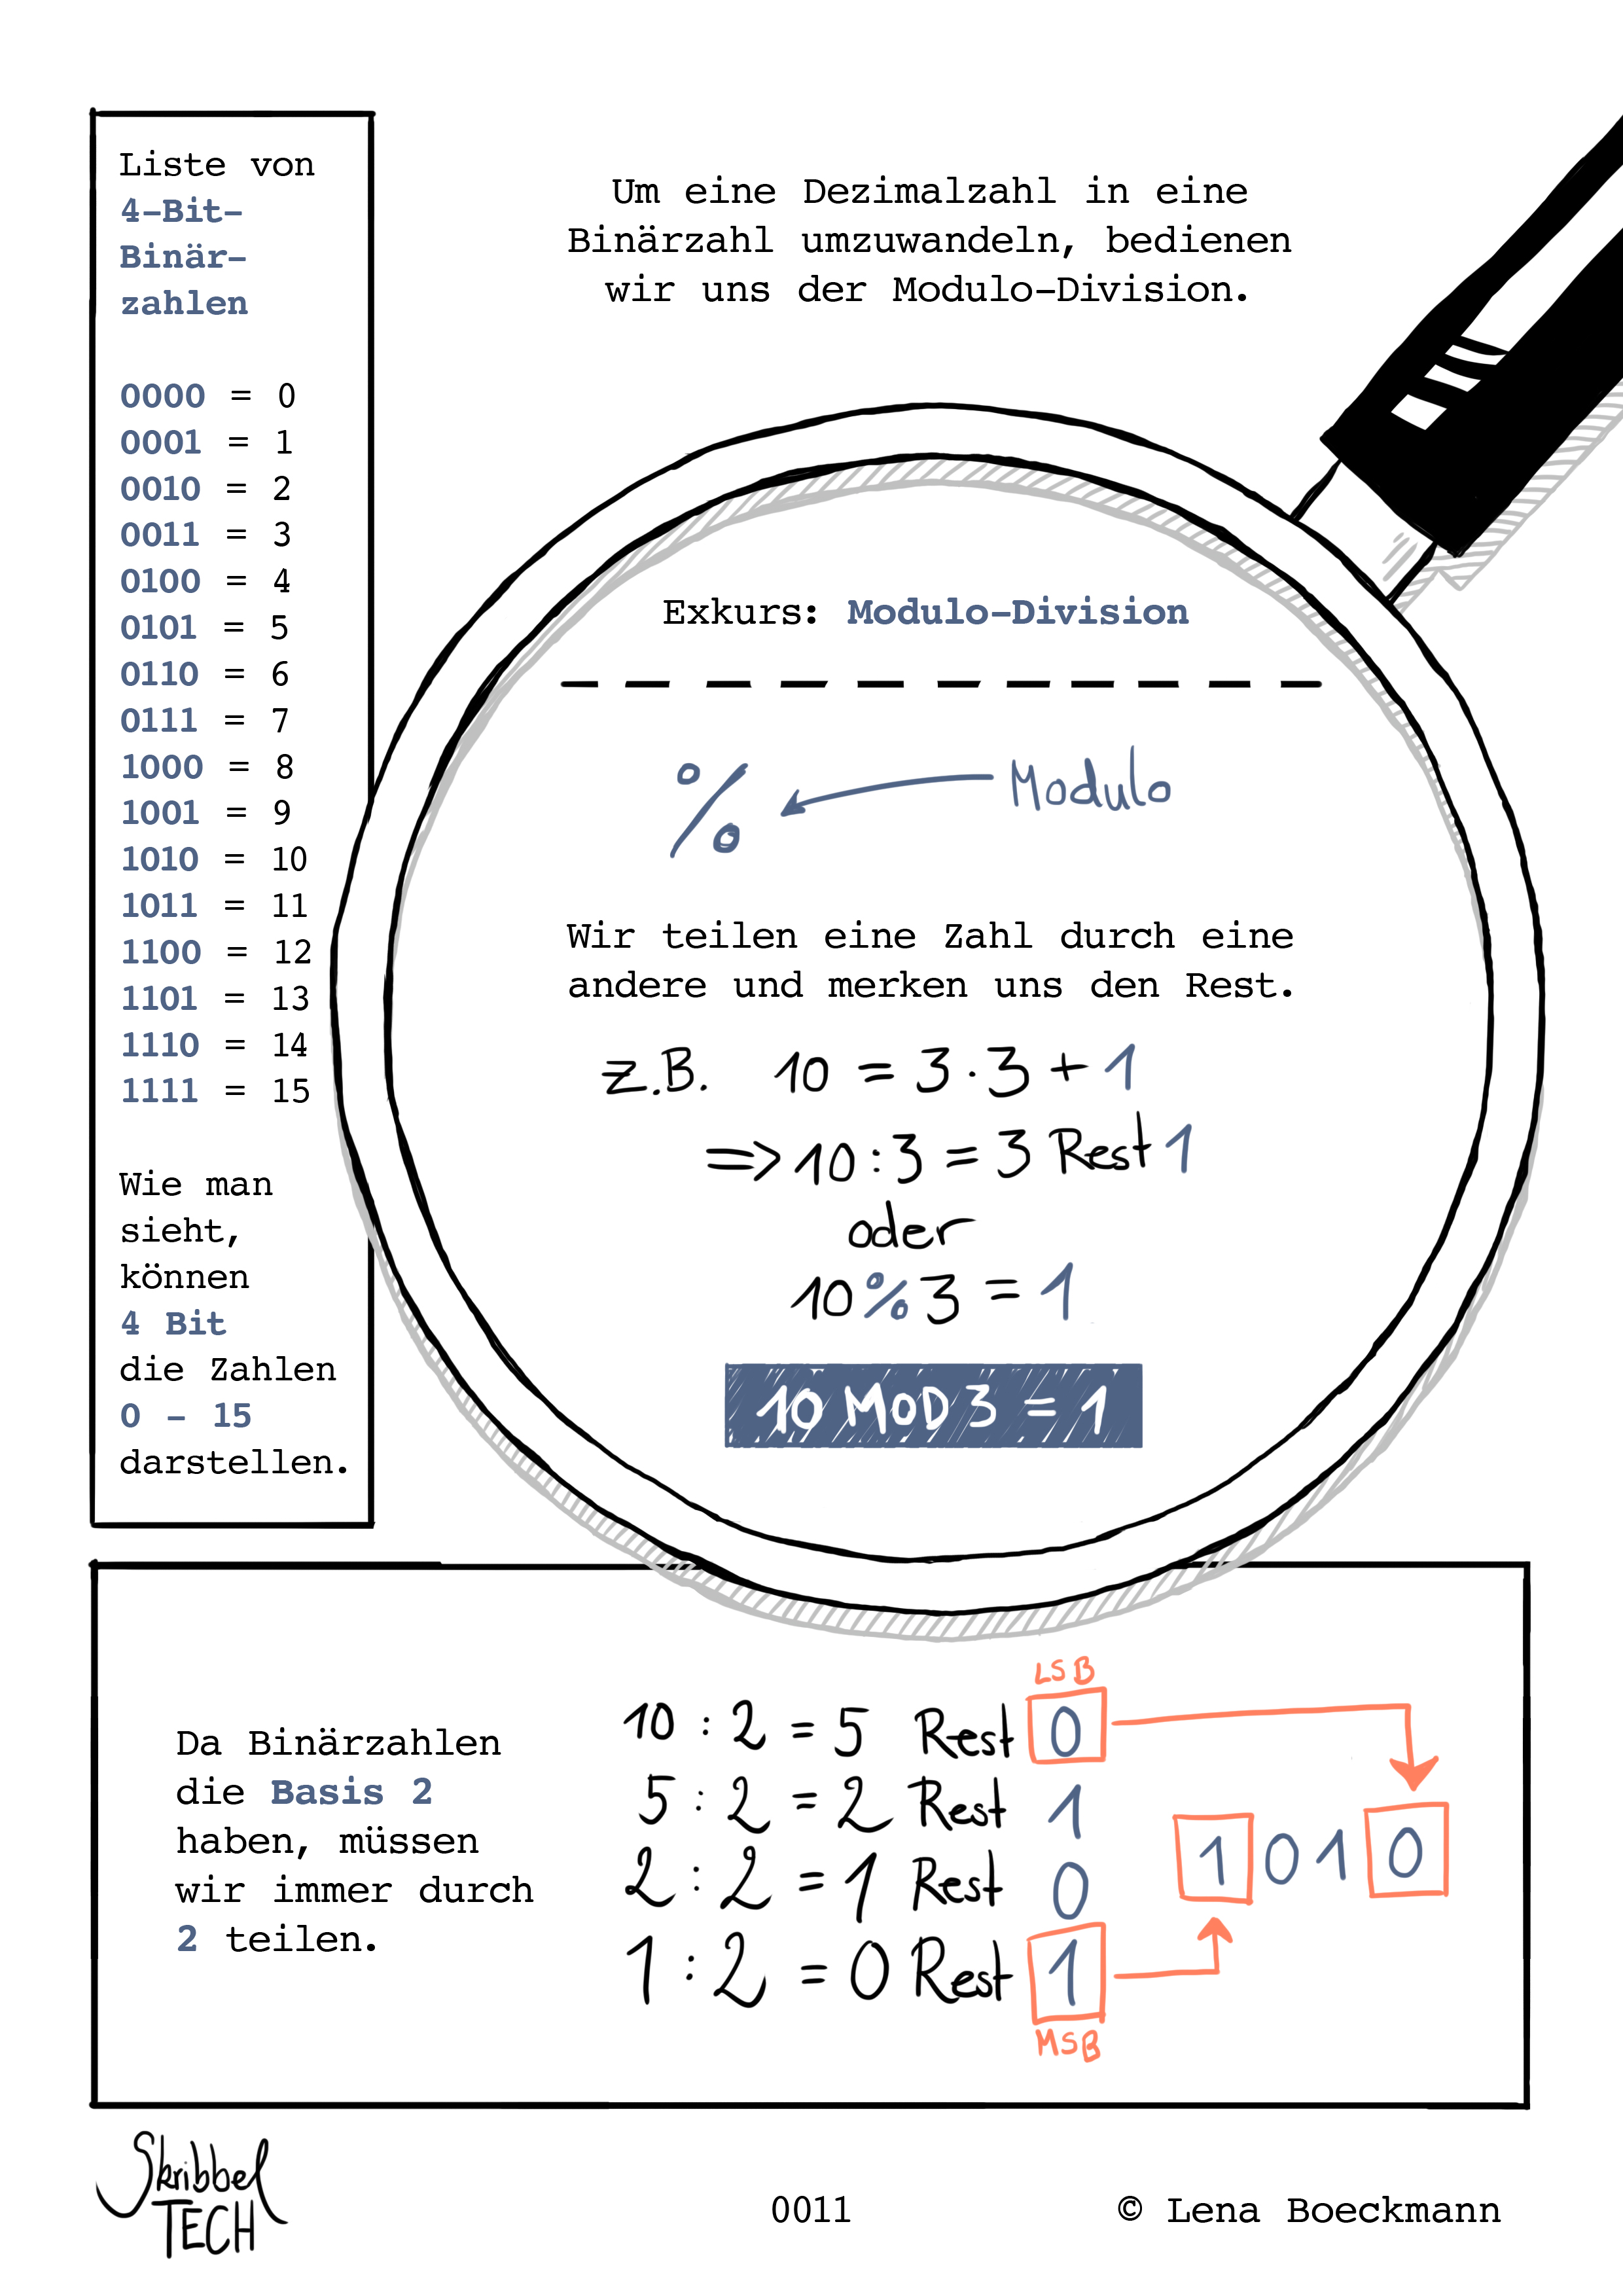 Liste von
4-Bit-
Binär-
zahlen
0000 = 0
0001 = 1
0010 = 2
0011 = 3
0100 = 4
0101 = 5
0110 = 6
0111 = 7
1000 = 8
1001 = 9
1010 = 10
1011 = 11
1100 = 12
1101 = 13
1110 = 14
1111 = 15
Wie man
sieht,
können
4 Bit
die Zahlen
0 - 15
darstellen.
Um eine Dezimalzahl in eine
Binärzahl umzuwandeln, bedienen
wir uns der Modulo-Division.
Exkurs: Modulo-Division
% Modulo
Wir teilen eine Zahl durch eine
andere und merken uns den Rest.
z.B. 10 = 3·3+1
=> 10:3 = 3 Rest 1
oder
10%3 = 1
10 MOD 3 = 1
Da Binärzahlen
die Basis 2
haben, müssen
wir immer durch
2 teilen.
LSB
10 : 2 = 5 Rest 0
5 : 2 = 2 Rest 1
2 : 2 = 1 Rest 0
1 : 2 = 0 Rest 1
MSB
1010
Skribbel
TECH
0011
© Lena Boeckmann